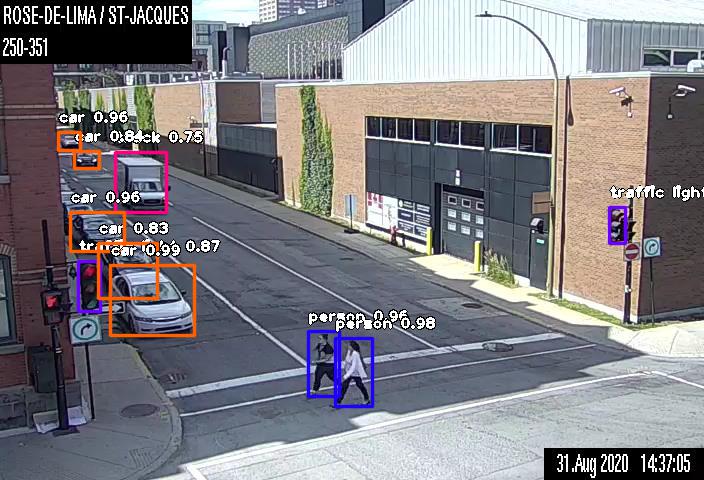 ROSE-DE-LIMA / ST-JACQUES
250-351
car 0.96
car 0.84
truck 0.75
car 0.96
car 0.83
traffic light 0.87
car 0.99
traffic light
person 0.96
person 0.98
31.Aug 2020 14:37:05